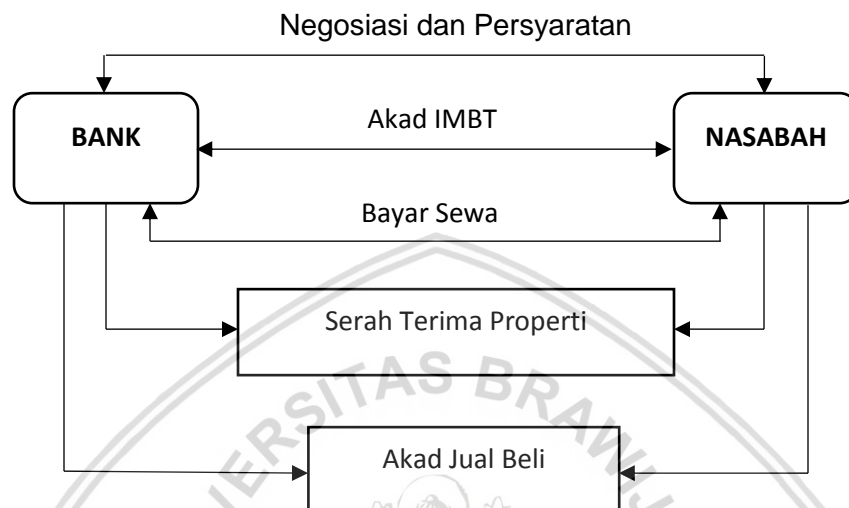 Negosiasi dan Persyaratan
BANK
Akad IMBT
NASABAH
Bayar Sewa
Serah Terima Properti
Akad Jual Beli